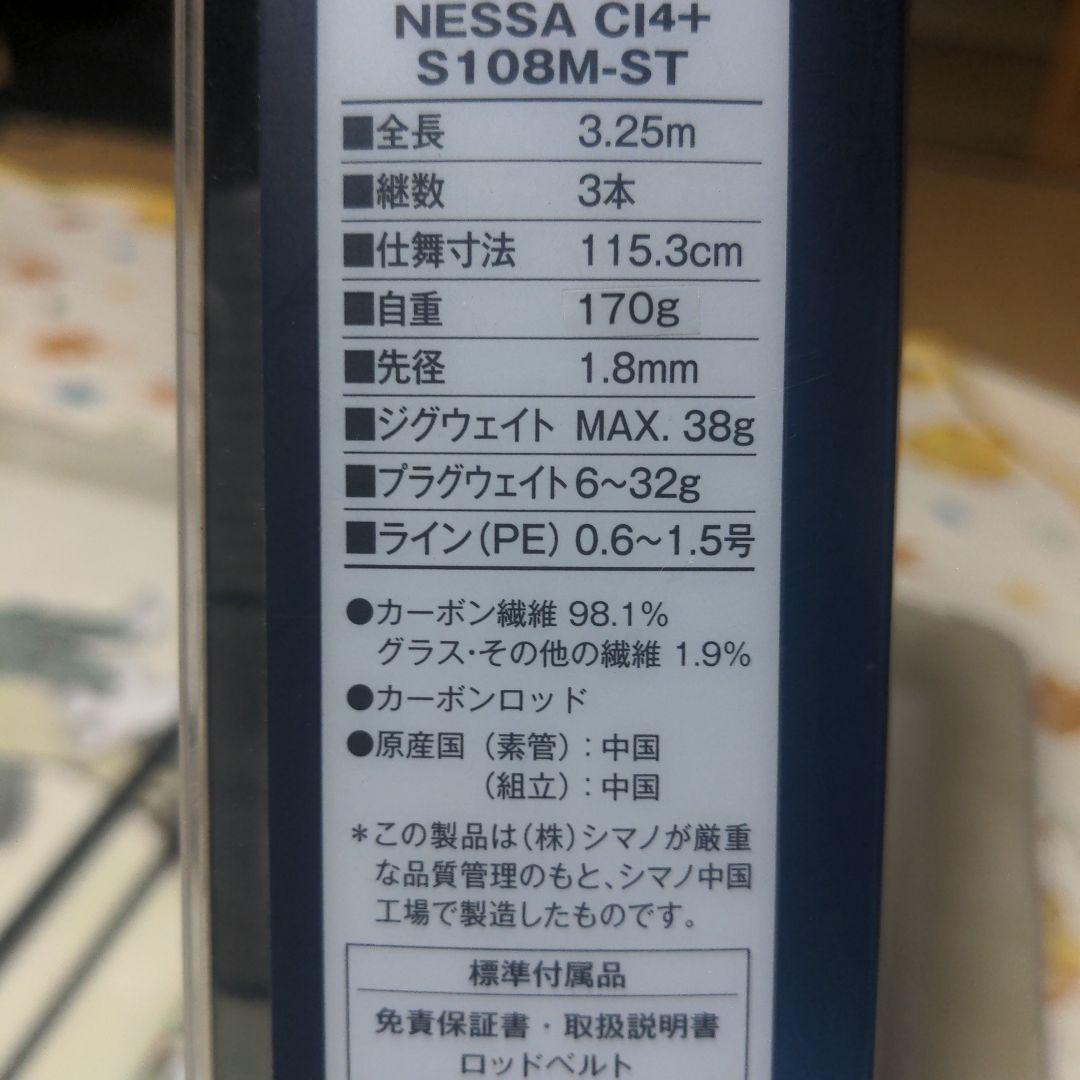 NESSA CI4+
S108M-ST
■全長 3.25m
■継数 3本
■仕舞寸法 115.3cm
■自重 170g
■先径 1.8mm
■ジグウェイト MAX. 38g
■プラグウェイト 6〜32g
■ライン(PE) 0.6〜1.5号
●カーボン繊維 98.1%
グラス・その他の繊維 1.9%
●カーボンロッド
●原産国（素管）：中国
（組立）：中国
＊この製品は(株)シマノが厳重
な品質管理のもと、シマノ中国
工場で製造したものです。
標準付属品
免責保証書・取扱説明書
ロッドベルト